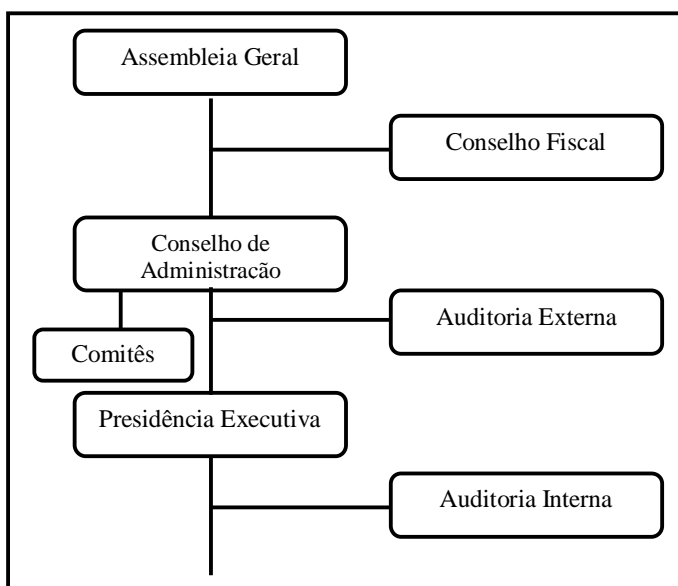 Assembleia Geral
Conselho Fiscal
Conselho de
Administração
Auditoria Externa
Comitês
Presidência Executiva
Auditoria Interna